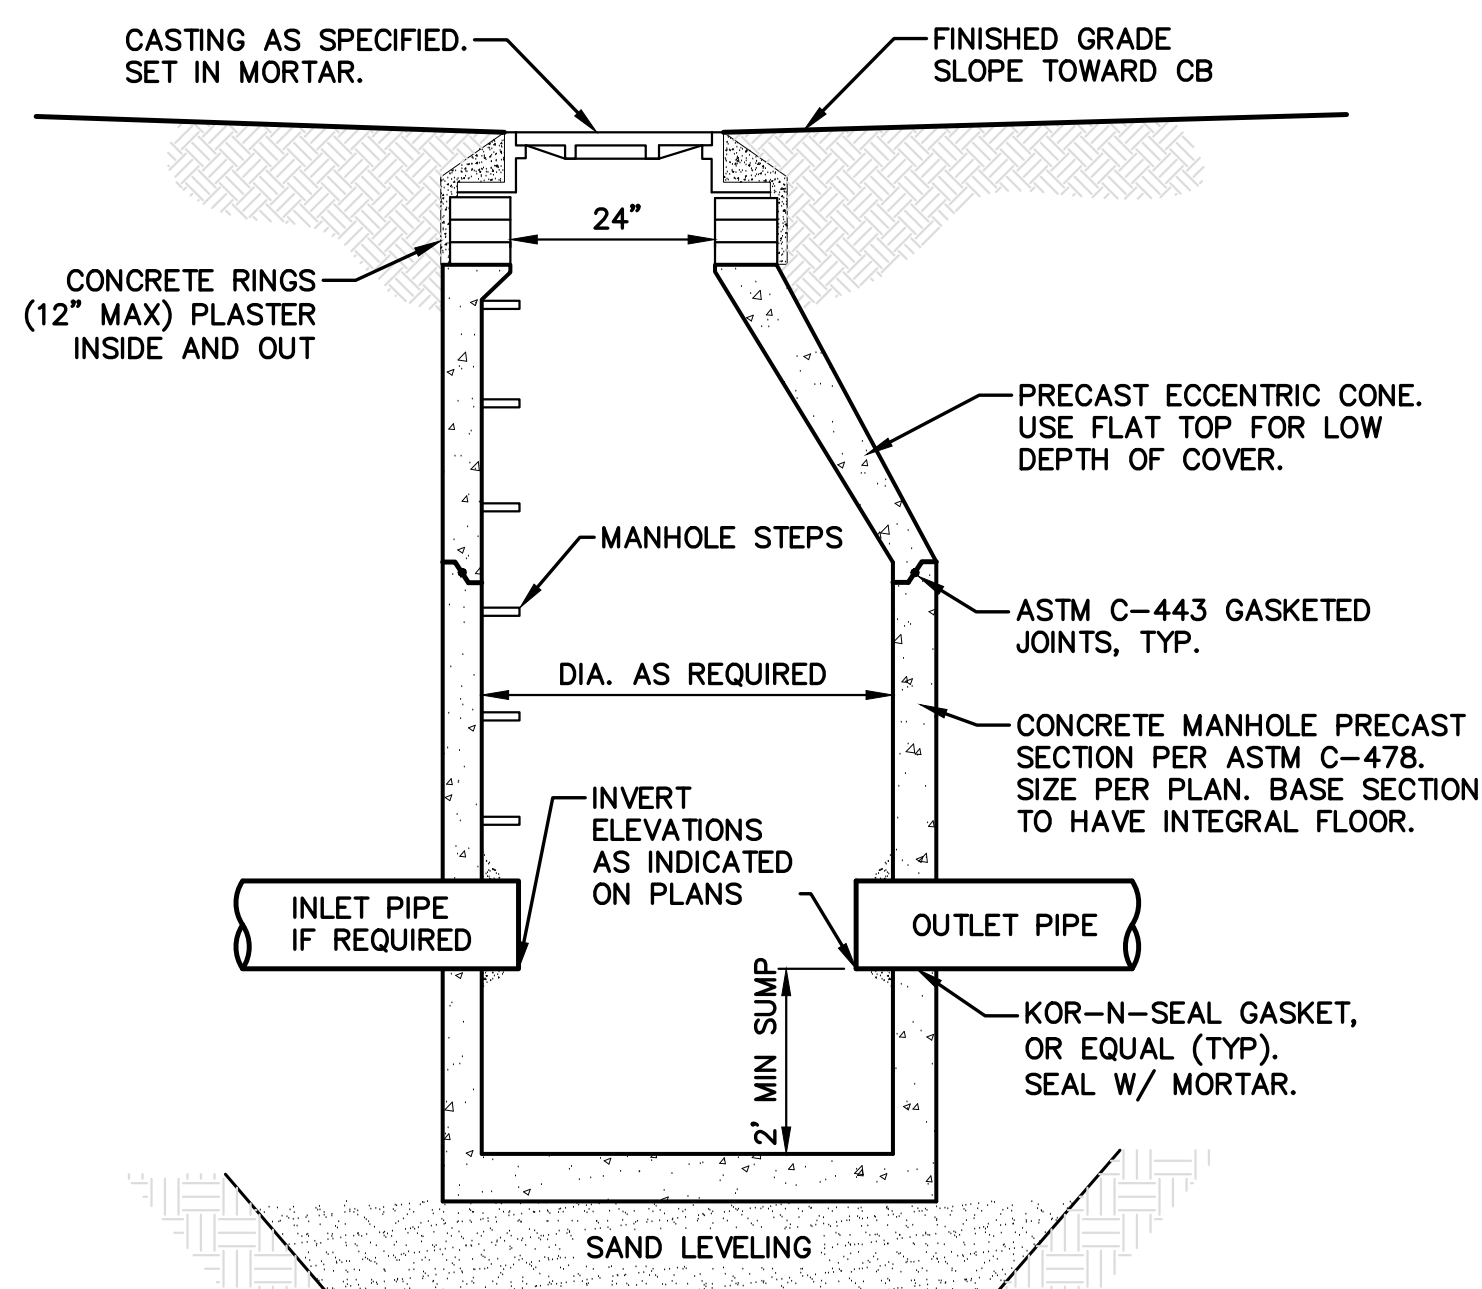 CASTING AS SPECIFIED.
SET IN MORTAR.
FINISHED GRADE
SLOPE TOWARD CB
24"
CONCRETE RINGS
(12" MAX) PLASTER
INSIDE AND OUT
PRECAST ECCENTRIC CONE.
USE FLAT TOP FOR LOW
DEPTH OF COVER.
MANHOLE STEPS
ASTM C-443 GASKETED
JOINTS, TYP.
DIA. AS REQUIRED
CONCRETE MANHOLE PRECAST
SECTION PER ASTM C-478.
SIZE PER PLAN. BASE SECTION
TO HAVE INTEGRAL FLOOR.
INVERT
ELEVATIONS
AS INDICATED
ON PLANS
INLET PIPE
IF REQUIRED
OUTLET PIPE
2' MIN SUMP
KOR-N-SEAL GASKET,
OR EQUAL (TYP).
SEAL W/ MORTAR.
SAND LEVELING